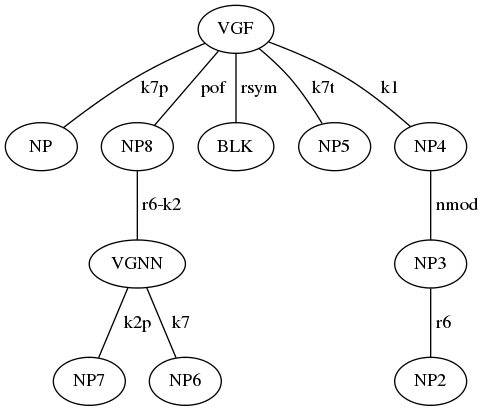 VGF
k7p pof rsym k7t k1
NP NP8 BLK NP5 NP4
r6-k2 nmod
VGNN NP3
k2p k7 r6
NP7 NP6 NP2